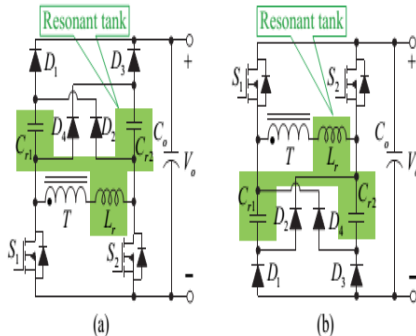 Resonant tank
D1
D3
D4
D2
Cr1
Cr2
Co
Vo
+
T
Lr
S1
S2
-
(a)
Resonant tank
S1
S2
+
Co
Vo
T
Lr
Cr1
Cr2
D2
D4
D1
D3
-
(b)